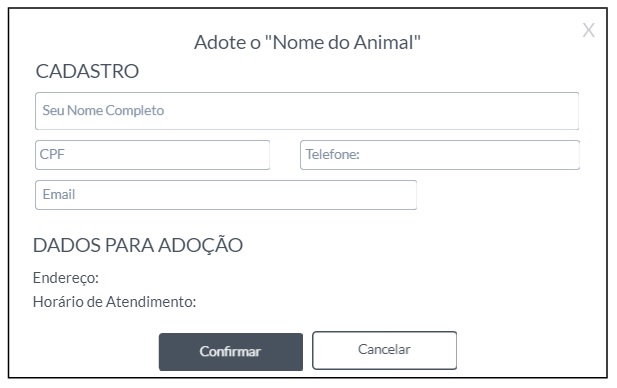 X
Adote o "Nome do Animal"
CADASTRO
Seu Nome Completo
CPF
Telefone:
Email
DADOS PARA ADOÇÃO
Endereço:
Horário de Atendimento:
Confirmar
Cancelar